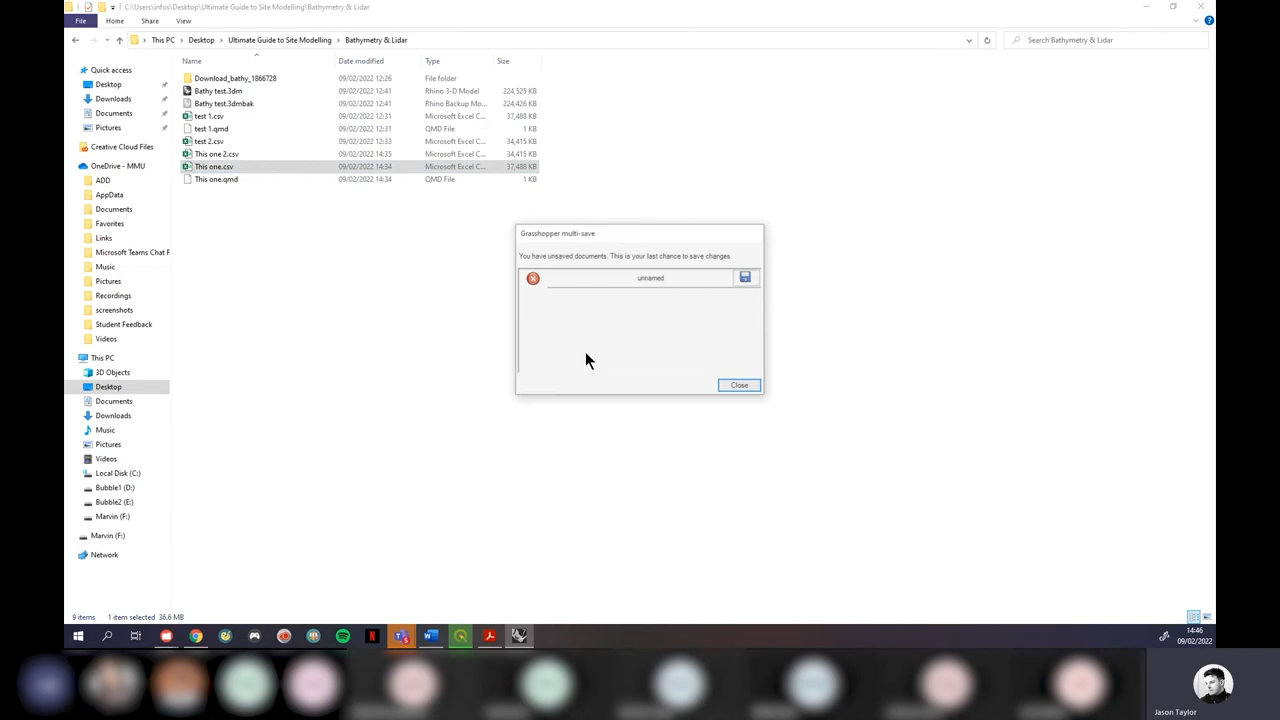 C:\Users\infos\Desktop\Ultimate Guide to Site Modelling\Bathymetry & Lidar
File Home Share View
This PC Desktop Ultimate Guide to Site Modelling Bathymetry & Lidar Search Bathymetry & Lidar
Name Date modified Type Size
Quick access
Desktop
Downloads
Documents
Pictures
Creative Cloud Files
OneDrive - MMU
ADD
AppData
Documents
Favorites
Links
Microsoft Teams Chat F
Music
Pictures
Recordings
screenshots
Student Feedback
Videos
This PC
3D Objects
Desktop
Documents
Downloads
Music
Pictures
Videos
Local Disk (C:)
Bubble1 (D:)
Bubble2 (E:)
Marvin (F:)
Marvin (F:)
Network
Download_bathy_1866728 09/02/2022 12:26 File folder
Bathy test.3dm 09/02/2022 12:41 Rhino 3-D Model 224,525 KB
Bathy test.3dmbak 09/02/2022 12:41 Rhino Backup Mo... 224,426 KB
test 1.csv 09/02/2022 12:31 Microsoft Excel C... 37,488 KB
test 1.qmd 09/02/2022 12:31 QMD File 1 KB
test 2.csv 09/02/2022 12:33 Microsoft Excel C... 34,415 KB
This one 2.csv 09/02/2022 14:35 Microsoft Excel C... 34,415 KB
This one.csv 09/02/2022 14:34 Microsoft Excel C... 37,488 KB
This one.qmd 09/02/2022 14:34 QMD File 1 KB
Grasshopper multi-save
You have unsaved documents. This is your last chance to save changes.
unnamed
Close
9 items 1 item selected 36.6 MB
14:46
09/02/2022
Jason Taylor